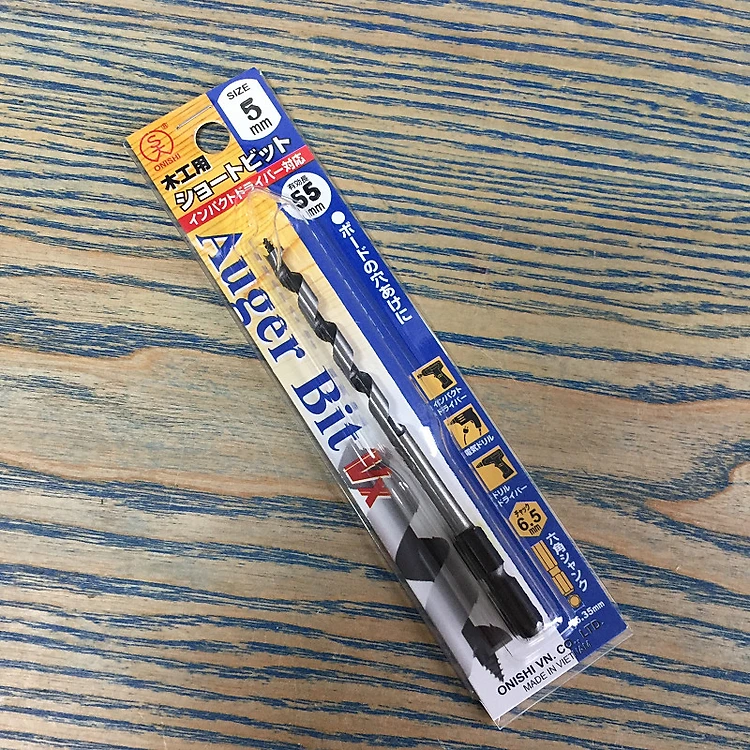 SIZE
5
mm
ONISHI
木工用
ショートビット
インパクトドライバー対応
有効長
55
mm
●ボードの穴あけに
Auger Bit
インパクト
ドライバー
電気ドリル
ドリル
ドライバー
チャック
6.5
mm
六角シャンク
6.35mm
ONISHI VN. CO., LTD.
MADE IN VIETNAM